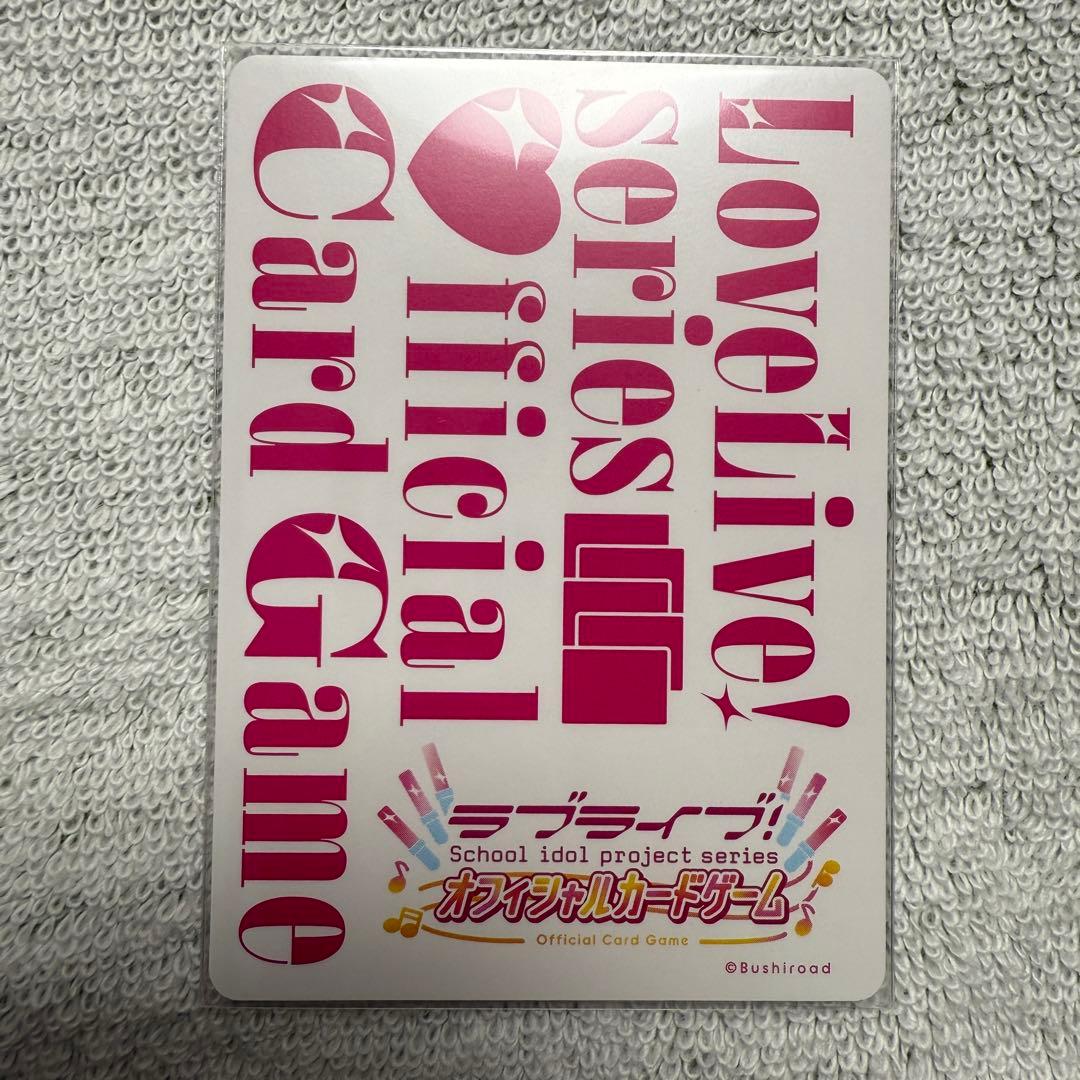 LoveLive!
series
♥fficial
Card Game
ラブライブ!
School idol project series
オフィシャルカードゲーム
Official Card Game
©Bushiroad